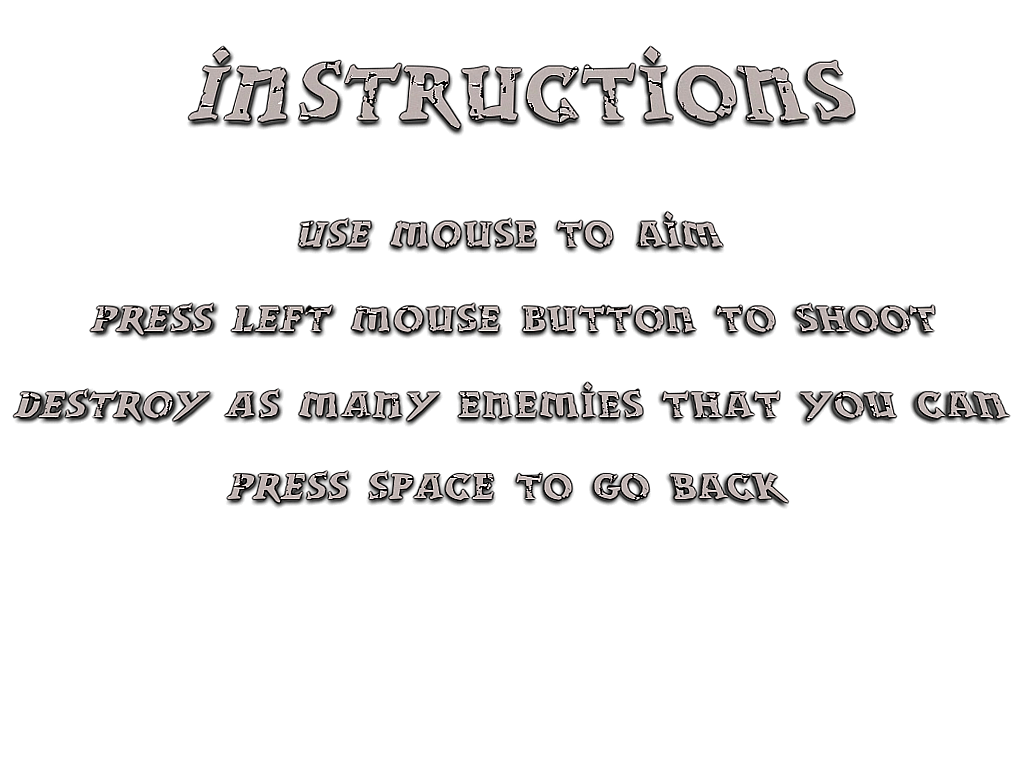 INSTRUCTIONS
USE MOUSE TO AIM
PRESS LEFT MOUSE BUTTON TO SHOOT
DESTROY AS MANY ENEMIES THAT YOU CAN
PRESS SPACE TO GO BACK